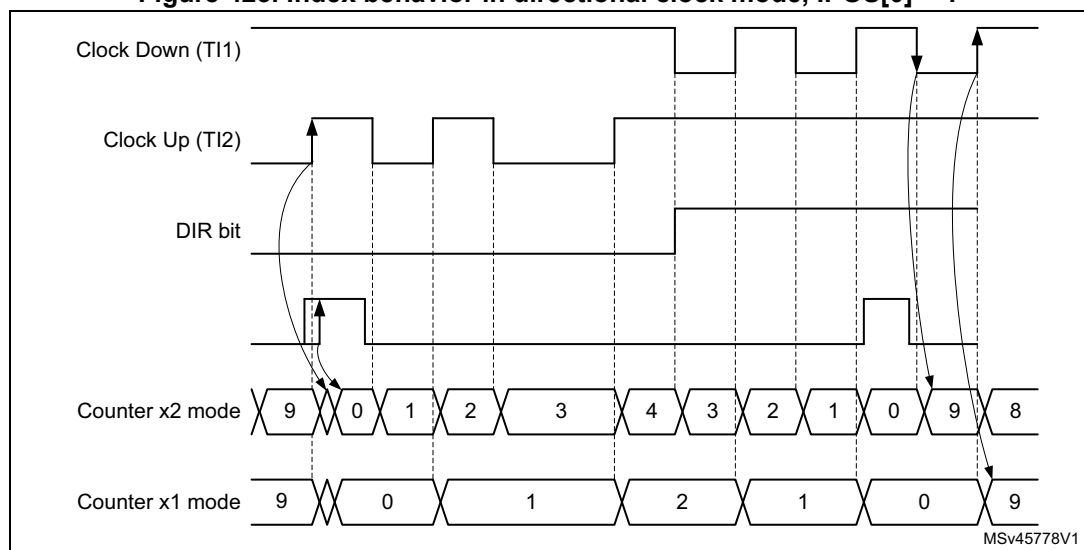 Clock Down (TI1)
Clock Up (TI2)
DIR bit
Counter x2 mode 9 0 1 2 3 4 3 2 1 0 9 8
Counter x1 mode 9 0 1 2 1 0 9
MSv45778V1